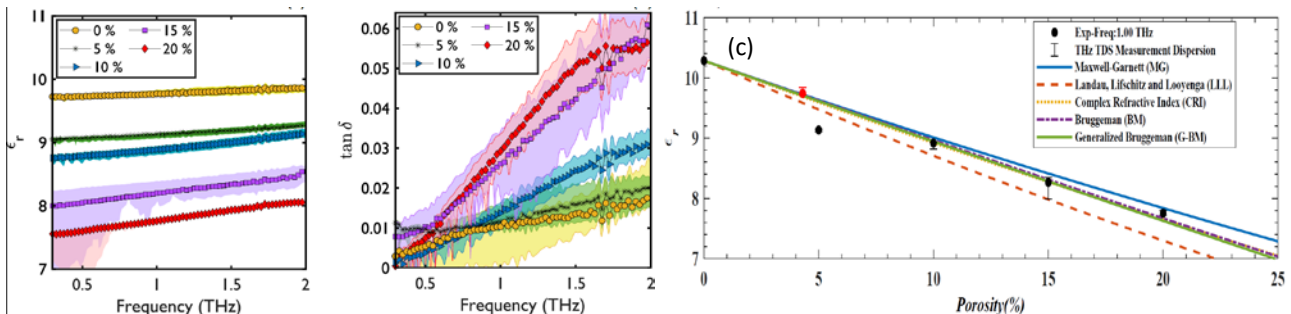 0 %
5 %
10 %
15 %
20 %
ϵr
10
9
8
7
0.5
1
1.5
2
Frequency (THz)
0 %
5 %
10 %
15 %
20 %
tan δ
0.06
0.05
0.04
0.03
0.02
0.01
0
0.5
1
1.5
2
Frequency (THz)
(c)
Exp-Freq:1.00 THz
THz TDS Measurement Dispersion
Maxwell-Garnett (MG)
Landau, Lifschitz and Looyenga (LLL)
Complex Refractive Index (CRI)
Bruggeman (BM)
Generalized Bruggeman (G-BM)
ϵr
11
10
9
8
7
0
5
10
15
20
25
Porosity(%)